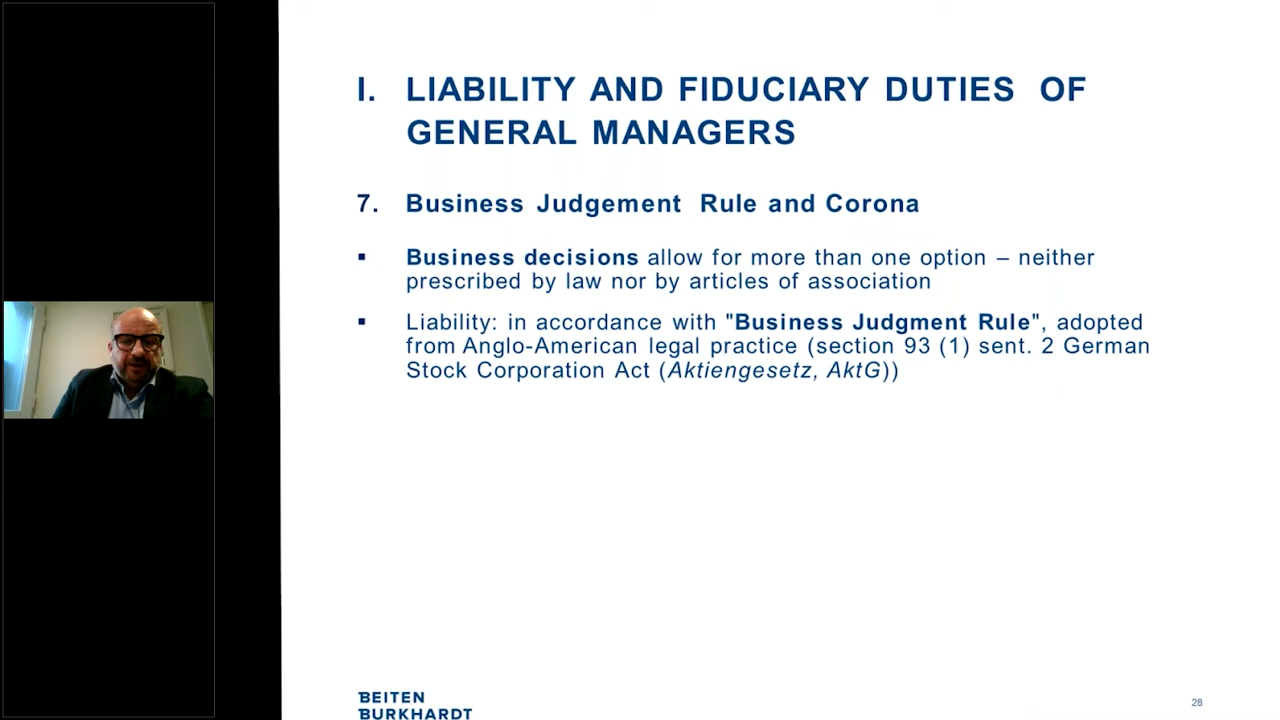 I. LIABILITY AND FIDUCIARY DUTIES OF
GENERAL MANAGERS
7. Business Judgement Rule and Corona
▪ Business decisions allow for more than one option – neither
prescribed by law nor by articles of association
▪ Liability: in accordance with "Business Judgment Rule", adopted
from Anglo-American legal practice (section 93 (1) sent. 2 German
Stock Corporation Act (Aktiengesetz, AktG))
BEITEN
BURKHARDT
28